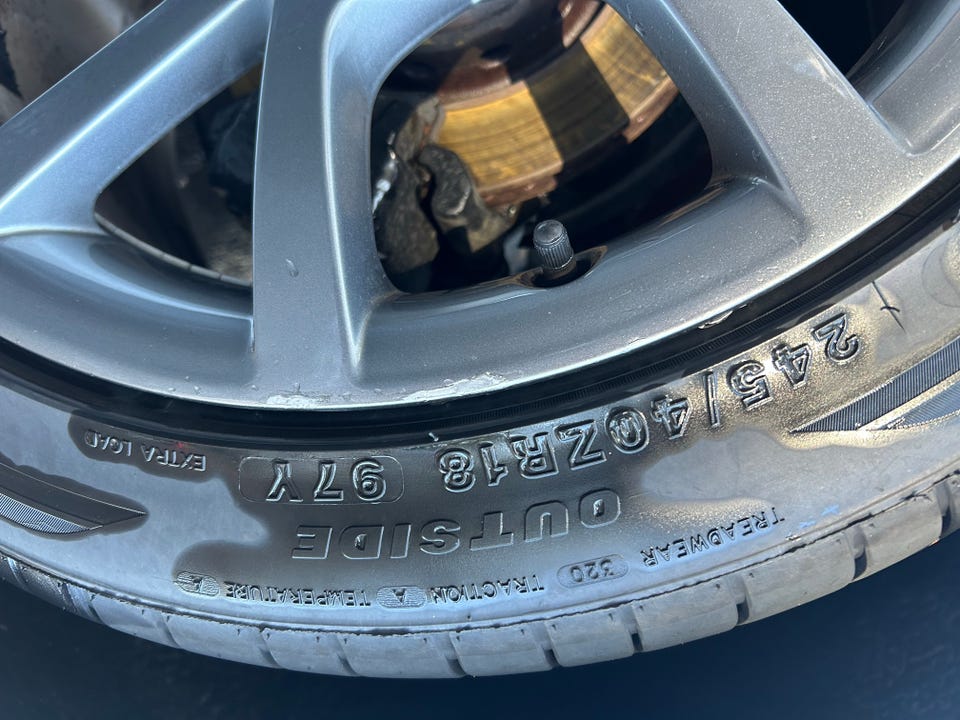 TREADWEAR 320 TRACTION A TEMPERATURE A
OUTSIDE
245/40ZR18 97Y EXTRA LOAD